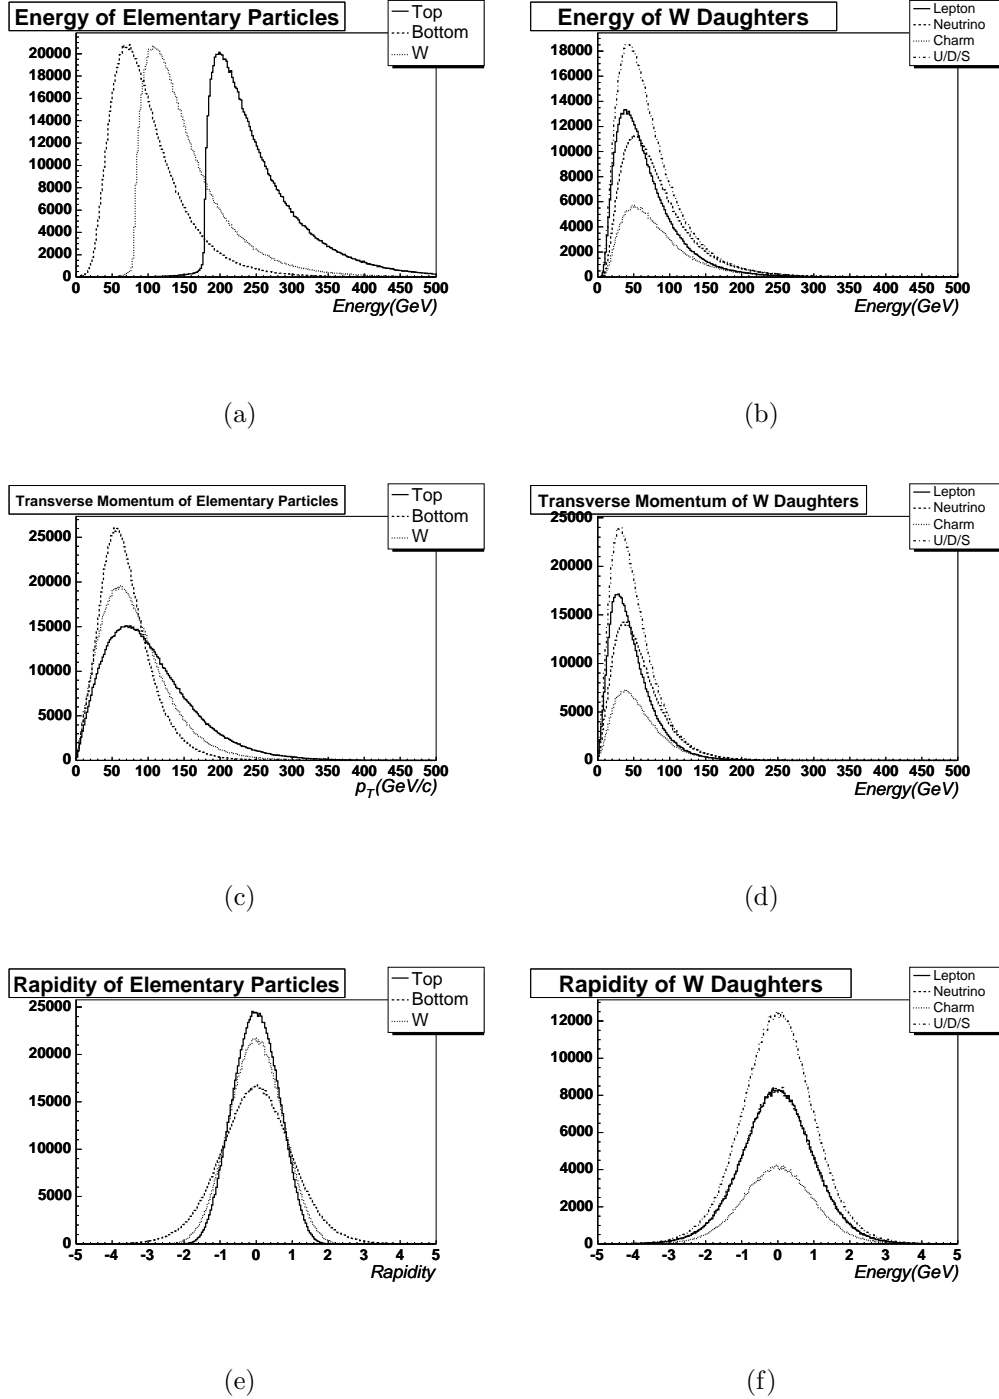 Energy of Elementary Particles
Top
Bottom
W
20000
18000
16000
14000
12000
10000
8000
6000
4000
2000
0
0 50 100 150 200 250 300 350 400 450 500
Energy(GeV)
(a)
Energy of W Daughters
Lepton
Neutrino
Charm
U/D/S
18000
16000
14000
12000
10000
8000
6000
4000
2000
0
0 50 100 150 200 250 300 350 400 450 500
Energy(GeV)
(b)
Transverse Momentum of Elementary Particles
Top
Bottom
W
25000
20000
15000
10000
5000
0
0 50 100 150 200 250 300 350 400 450 500
p_T(GeV/c)
(c)
Transverse Momentum of W Daughters
Lepton
Neutrino
Charm
U/D/S
25000
20000
15000
10000
5000
0
0 50 100 150 200 250 300 350 400 450 500
Energy(GeV)
(d)
Rapidity of Elementary Particles
Top
Bottom
W
25000
20000
15000
10000
5000
0
-5 -4 -3 -2 -1 0 1 2 3 4 5
Rapidity
(e)
Rapidity of W Daughters
Lepton
Neutrino
Charm
U/D/S
12000
10000
8000
6000
4000
2000
0
-5 -4 -3 -2 -1 0 1 2 3 4 5
Energy(GeV)
(f)